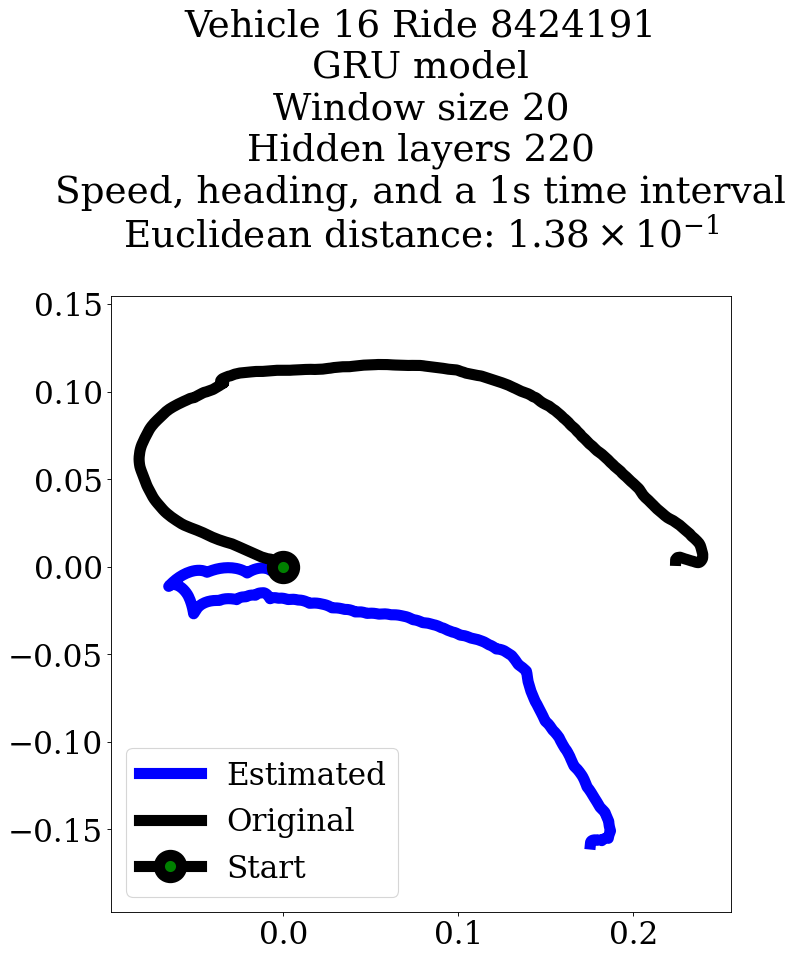 Vehicle 16 Ride 8424191
GRU model
Window size 20
Hidden layers 220
Speed, heading, and a 1s time interval
Euclidean distance: 1.38 × 10⁻¹
0.15
0.10
0.05
0.00
−0.05
−0.10
−0.15
Estimated
Original
Start
0.0 0.1 0.2